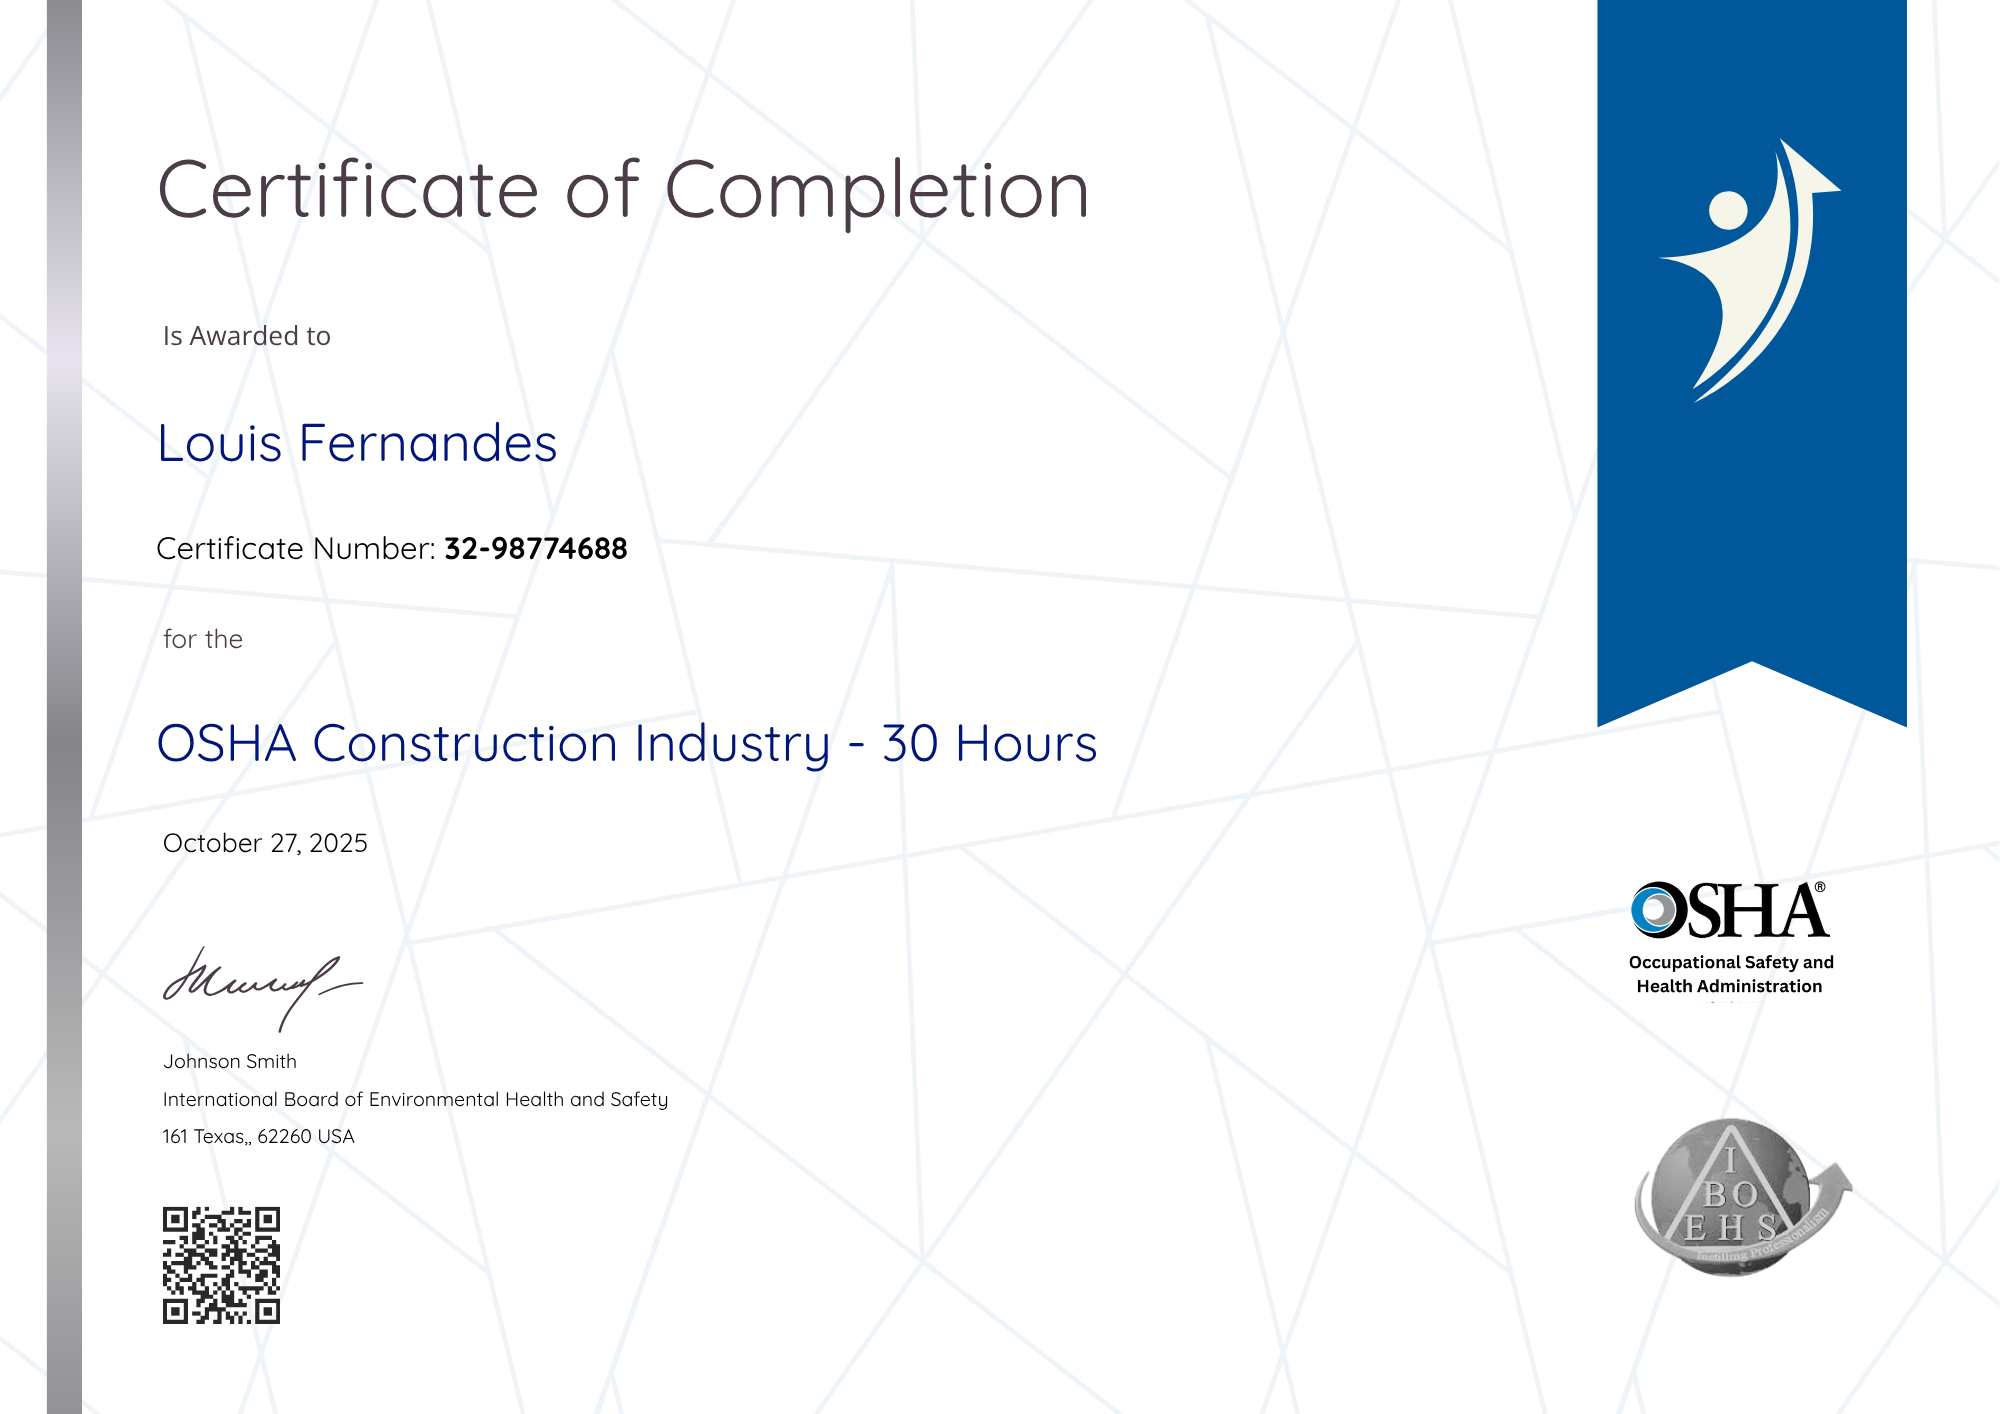 Certificate of Completion
Is Awarded to
Louis Fernandes
Certificate Number: 32-98774688
for the
OSHA Construction Industry - 30 Hours
October 27, 2025
Johnson Smith
International Board of Environmental Health and Safety
161 Texas,, 62260 USA
OSHA®
Occupational Safety and
Health Administration
I
BO
EHS
Instilling Professionalism